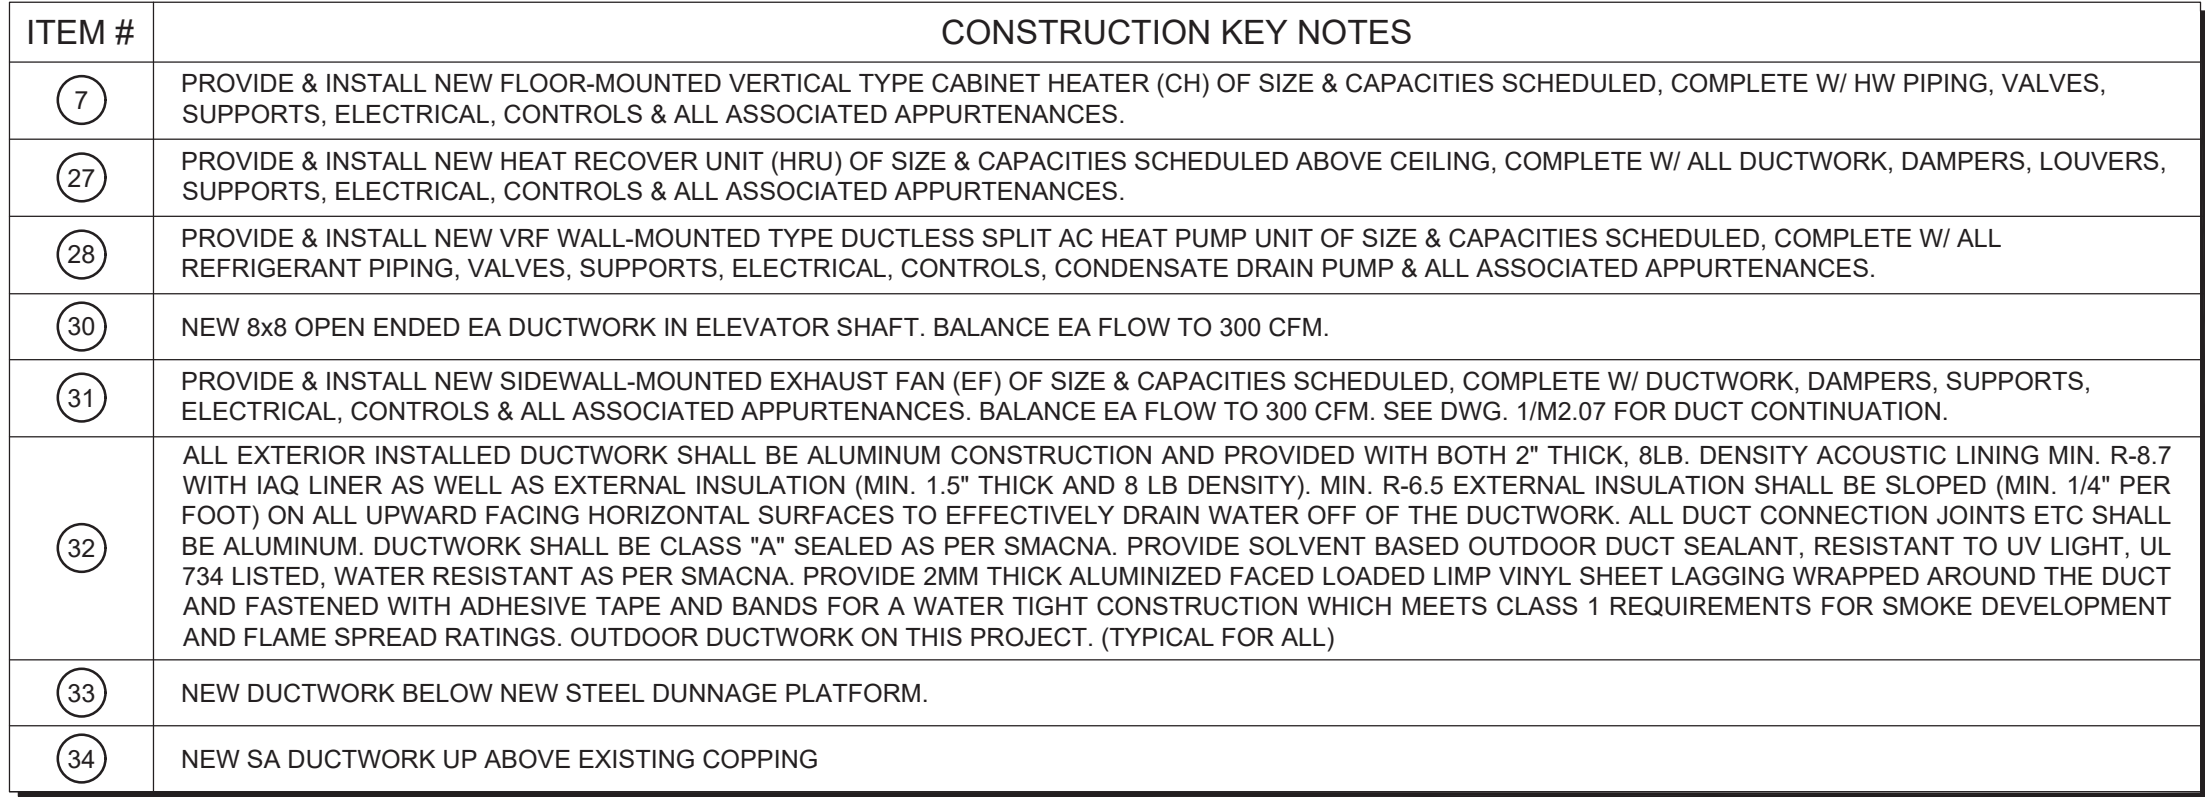 ITEM #
CONSTRUCTION KEY NOTES
7
PROVIDE & INSTALL NEW FLOOR-MOUNTED VERTICAL TYPE CABINET HEATER (CH) OF SIZE & CAPACITIES SCHEDULED, COMPLETE W/ HW PIPING, VALVES,
SUPPORTS, ELECTRICAL, CONTROLS & ALL ASSOCIATED APPURTENANCES.
27
PROVIDE & INSTALL NEW HEAT RECOVER UNIT (HRU) OF SIZE & CAPACITIES SCHEDULED ABOVE CEILING, COMPLETE W/ ALL DUCTWORK, DAMPERS, LOUVERS,
SUPPORTS, ELECTRICAL, CONTROLS & ALL ASSOCIATED APPURTENANCES.
28
PROVIDE & INSTALL NEW VRF WALL-MOUNTED TYPE DUCTLESS SPLIT AC HEAT PUMP UNIT OF SIZE & CAPACITIES SCHEDULED, COMPLETE W/ ALL
REFRIGERANT PIPING, VALVES, SUPPORTS, ELECTRICAL, CONTROLS, CONDENSATE DRAIN PUMP & ALL ASSOCIATED APPURTENANCES.
30
NEW 8x8 OPEN ENDED EA DUCTWORK IN ELEVATOR SHAFT. BALANCE EA FLOW TO 300 CFM.
31
PROVIDE & INSTALL NEW SIDEWALL-MOUNTED EXHAUST FAN (EF) OF SIZE & CAPACITIES SCHEDULED, COMPLETE W/ DUCTWORK, DAMPERS, SUPPORTS,
ELECTRICAL, CONTROLS & ALL ASSOCIATED APPURTENANCES. BALANCE EA FLOW TO 300 CFM. SEE DWG. 1/M2.07 FOR DUCT CONTINUATION.
32
ALL EXTERIOR INSTALLED DUCTWORK SHALL BE ALUMINUM CONSTRUCTION AND PROVIDED WITH BOTH 2" THICK, 8LB. DENSITY ACOUSTIC LINING MIN. R-8.7
WITH IAQ LINER AS WELL AS EXTERNAL INSULATION (MIN. 1.5" THICK AND 8 LB DENSITY). MIN. R-6.5 EXTERNAL INSULATION SHALL BE SLOPED (MIN. 1/4" PER
FOOT) ON ALL UPWARD FACING HORIZONTAL SURFACES TO EFFECTIVELY DRAIN WATER OFF OF THE DUCTWORK. ALL DUCT CONNECTION JOINTS ETC SHALL
BE ALUMINUM. DUCTWORK SHALL BE CLASS "A" SEALED AS PER SMACNA. PROVIDE SOLVENT BASED OUTDOOR DUCT SEALANT, RESISTANT TO UV LIGHT, UL
734 LISTED, WATER RESISTANT AS PER SMACNA. PROVIDE 2MM THICK ALUMINIZED FACED LOADED LIMP VINYL SHEET LAGGING WRAPPED AROUND THE DUCT
AND FASTENED WITH ADHESIVE TAPE AND BANDS FOR A WATER TIGHT CONSTRUCTION WHICH MEETS CLASS 1 REQUIREMENTS FOR SMOKE DEVELOPMENT
AND FLAME SPREAD RATINGS. OUTDOOR DUCTWORK ON THIS PROJECT. (TYPICAL FOR ALL)
33
NEW DUCTWORK BELOW NEW STEEL DUNNAGE PLATFORM.
34
NEW SA DUCTWORK UP ABOVE EXISTING COPPING